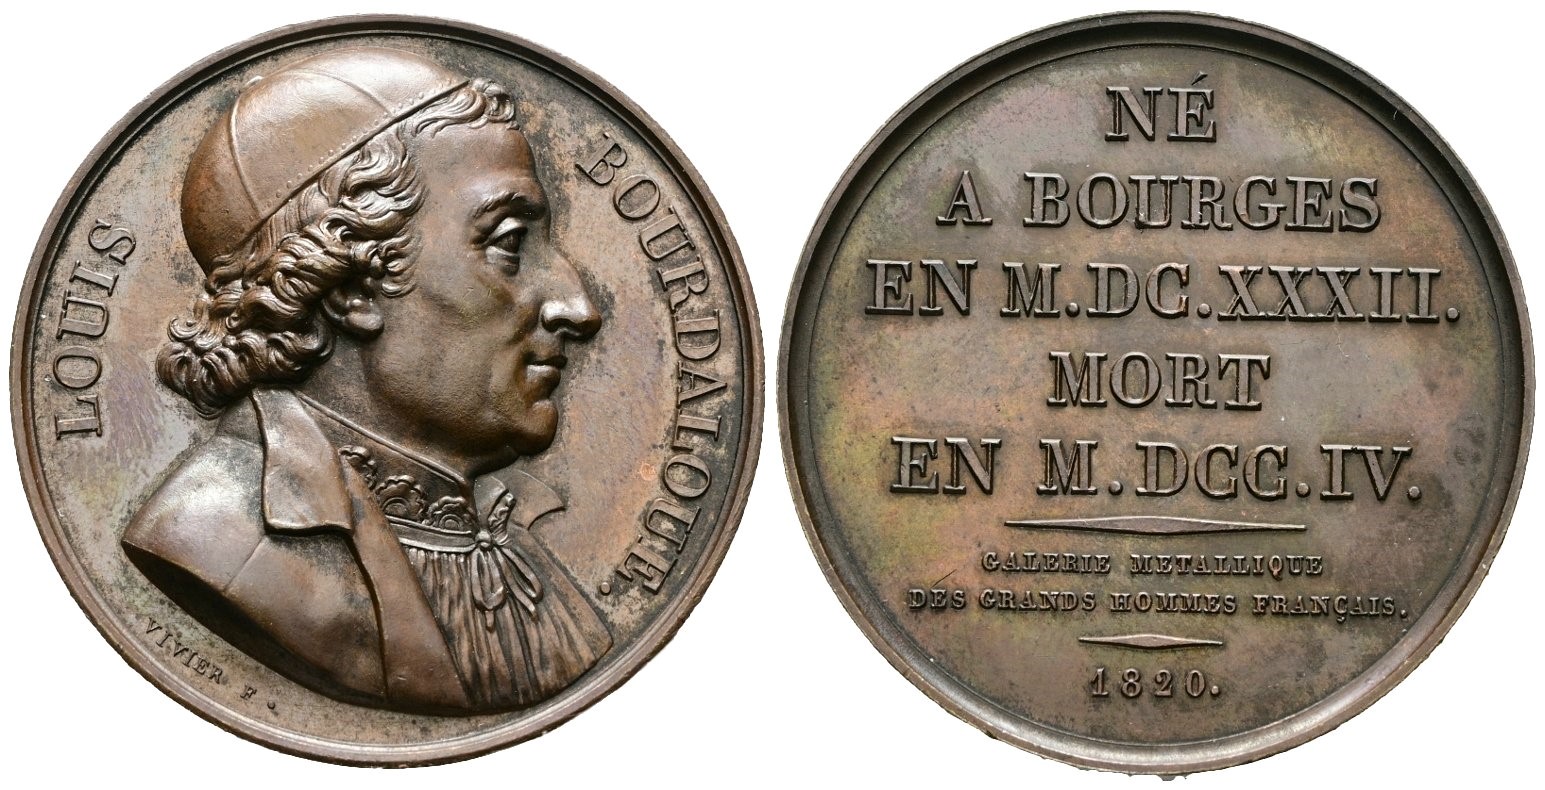 LOUIS BOURDALOUE.
VIVIER F.
NÉ
A BOURGES
EN M.DC.XXXII.
MORT
EN M.DCC.IV.
GALERIE METALLIQUE
DES GRANDS HOMMES FRANÇAIS.
1820.